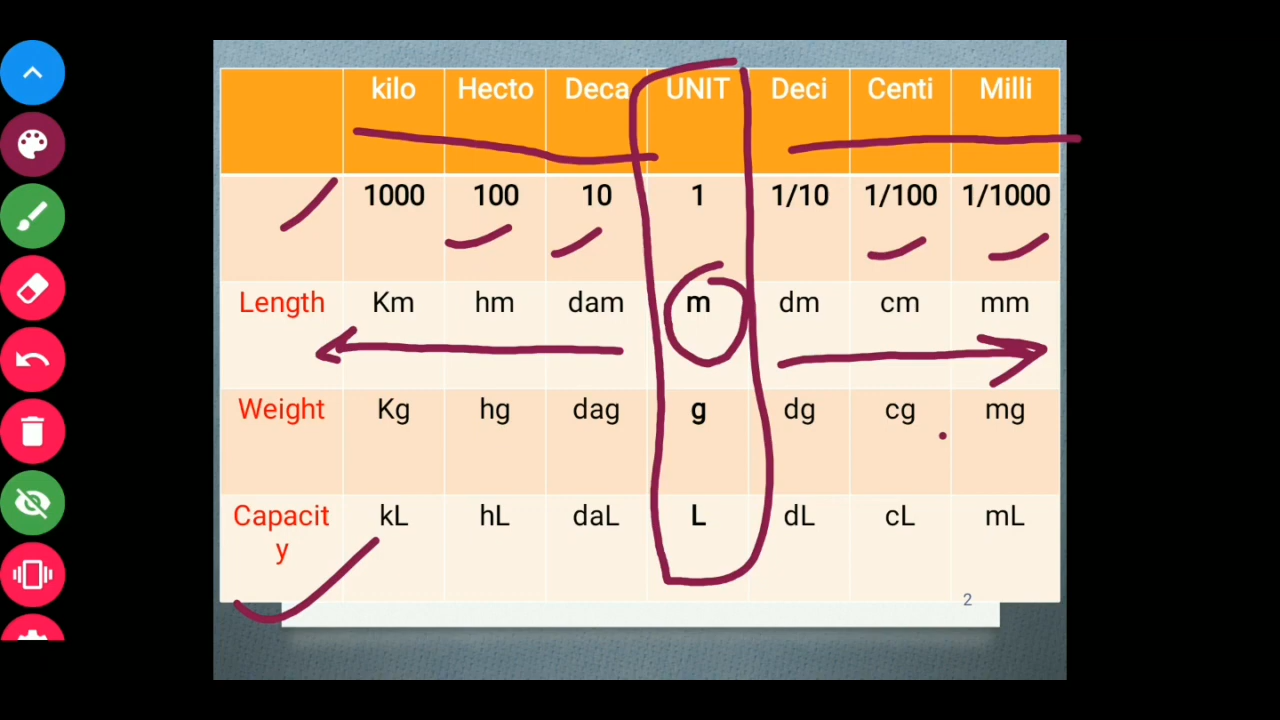 kilo Hecto Deca UNIT Deci Centi Milli
1000 100 10 1 1/10 1/100 1/1000
Length Km hm dam m dm cm mm
Weight Kg hg dag g dg cg mg
Capacit kL hL daL L dL cL mL
y
2